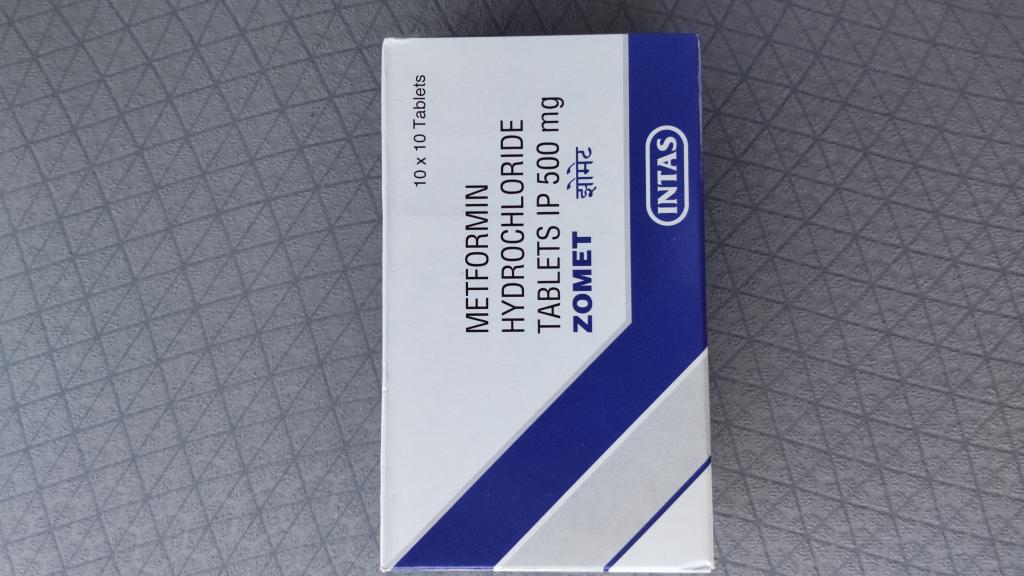 10 x 10 Tablets
METFORMIN
HYDROCHLORIDE
TABLETS IP 500 mg
ZOMET झोमेट
INTAS